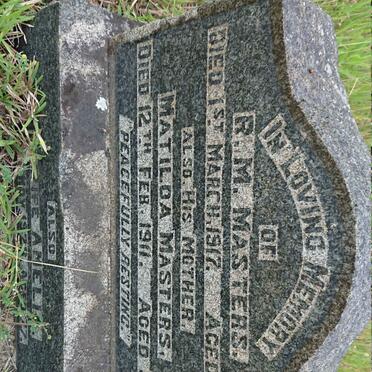 IN LOVING MEMORY
OF
R. M. MASTERS,
DIED 1ST MARCH, 1917, AGED
ALSO HIS MOTHER,
MATILDA MASTERS,
DIED 12TH FEB. 1911, AGED
PEACEFULLY RESTING.
ALSO